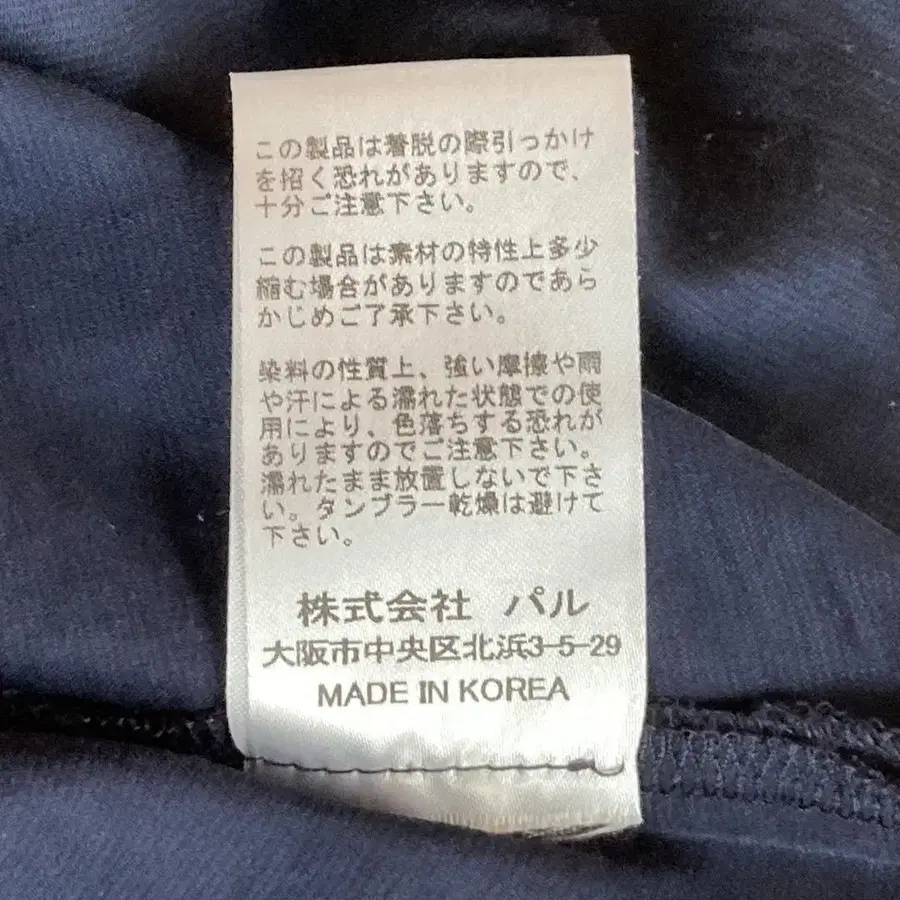 この製品は着脱の際引っかけ
を招く恐れがありますので、
十分ご注意下さい。
この製品は素材の特性上多少
縮む場合がありますのであら
かじめご了承下さい。
染料の性質上、強い摩擦や雨
や汗による濡れた状態での使
用により、色落ちする恐れが
ありますのでご注意下さい。
濡れたまま放置しないで下さ
い。タンブラー乾燥は避けて
下さい。
株式会社 パル
大阪市中央区北浜3-5-29
MADE IN KOREA